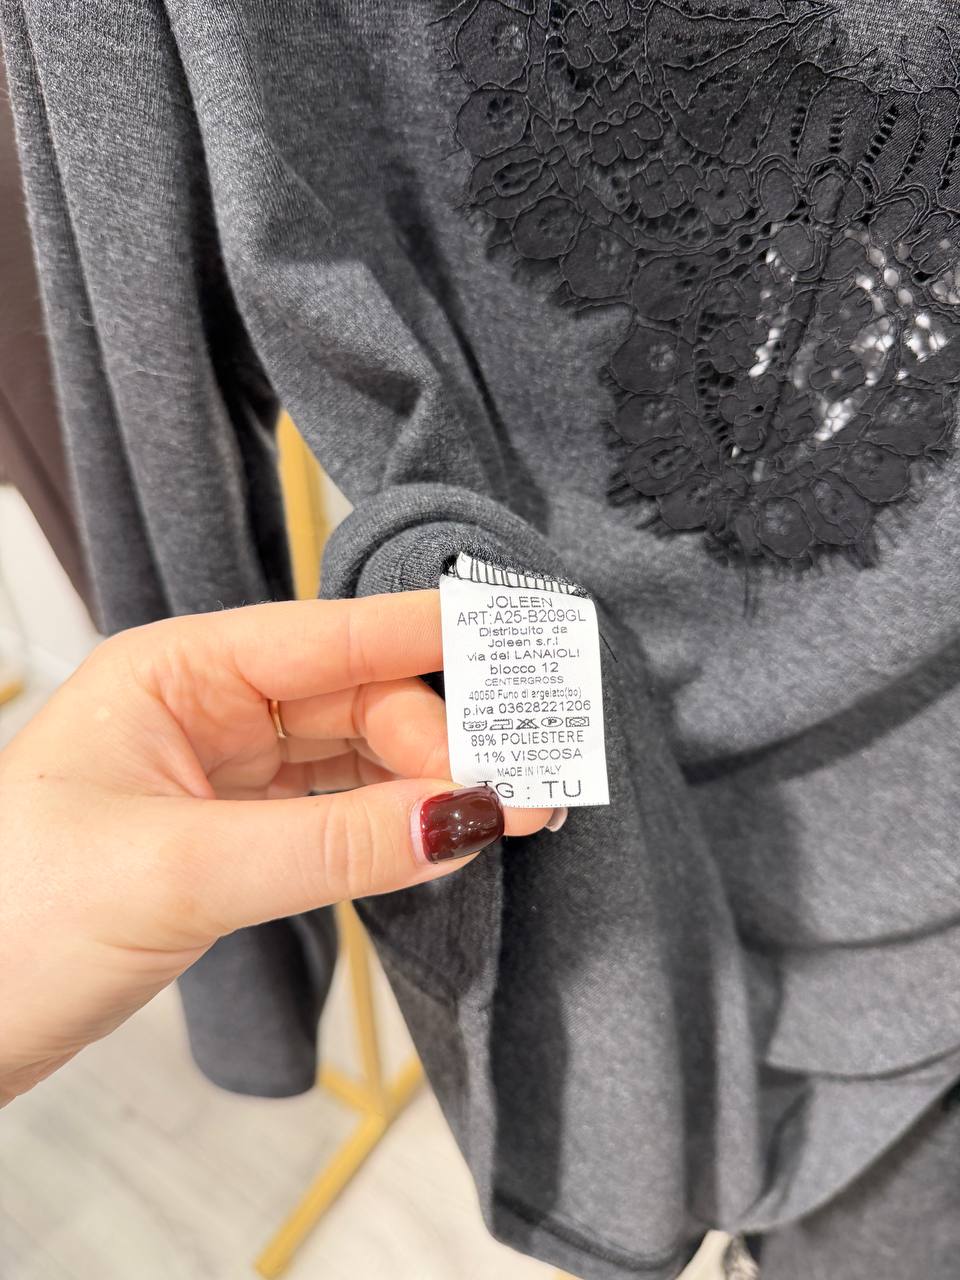 JOLEEN
ART:A25-B209GL
Distribuito da
Joleen s.r.l
via dei LANAIOLI
blocco 12
CENTERGROSS
40050 Funo di argelato(bo)
p.iva 03628221206
89% POLIESTERE
11% VISCOSA
MADE IN ITALY
TG : TU